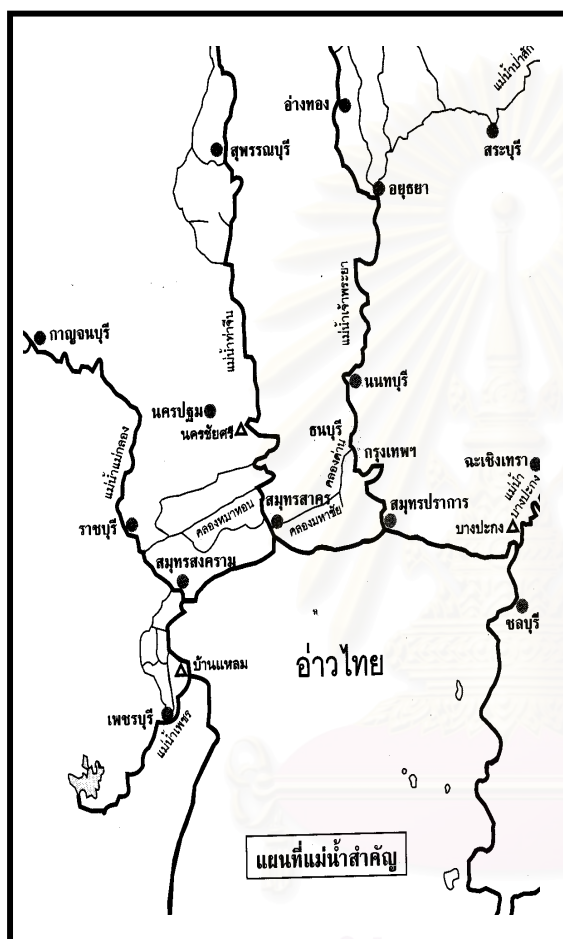 แม่น้ำป่าสัก
อ่างทอง
สระบุรี
สุพรรณบุรี
อยุธยา
แม่น้ำเจ้าพระยา
แม่น้ำท่าจีน
กาญจนบุรี
นนทบุรี
นครปฐม
นครชัยศรี
ธนบุรี
กรุงเทพฯ
คลองด่าน
ฉะเชิงเทรา
แม่น้ำแม่กลอง
แม่น้ำ
บางปะกง
สมุทรสาคร
สมุทรปราการ
ราชบุรี
คลองหมาหอน
คลองมหาชัย
บางปะกง
สมุทรสงคราม
ชลบุรี
บ้านแหลม
อ่าวไทย
เพชรบุรี
แม่น้ำเพชร
แผนที่แม่น้ำสำคัญ